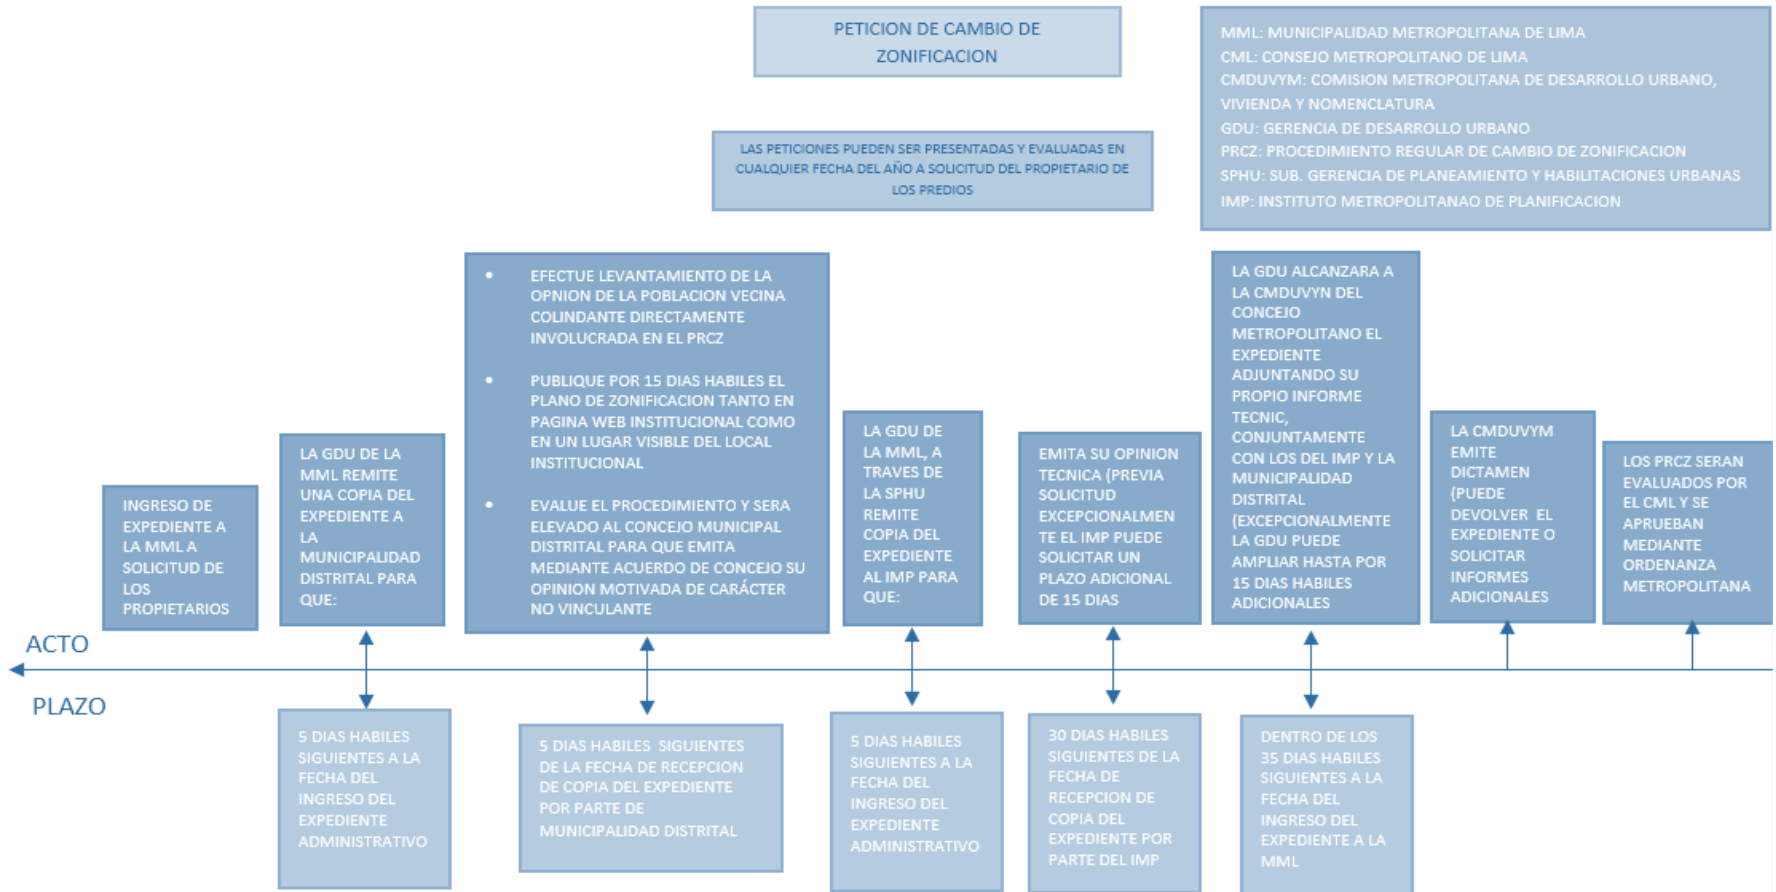 PETICION DE CAMBIO DE
ZONIFICACION
MML: MUNICIPALIDAD METROPOLITANA DE LIMA
CML: CONSEJO METROPOLITANO DE LIMA
CMDUVYM: COMISION METROPOLITANA DE DESARROLLO URBANO,
VIVIENDA Y NOMENCLATURA
GDU: GERENCIA DE DESARROLLO URBANO
PRCZ: PROCEDIMIENTO REGULAR DE CAMBIO DE ZONIFICACION
SPHU: SUB. GERENCIA DE PLANEAMIENTO Y HABILITACIONES URBANAS
IMP: INSTITUTO METROPOLITANAO DE PLANIFICACION
LAS PETICIONES PUEDEN SER PRESENTADAS Y EVALUADAS EN
CUALQUIER FECHA DEL AÑO A SOLICITUD DEL PROPIETARIO DE
LOS PREDIOS
INGRESO DE
EXPEDIENTE A
LA MML A
SOLICITUD DE
LOS
PROPIETARIOS
LA GDU DE LA
MML REMITE
UNA COPIA DEL
EXPEDIENTE A
LA
MUNICIPALIDAD
DISTRITAL PARA
QUE:
• EFECTUE LEVANTAMIENTO DE LA
OPNION DE LA POBLACION VECINA
COLINDANTE DIRECTAMENTE
INVOLUCRADA EN EL PRCZ
• PUBLIQUE POR 15 DIAS HABILES EL
PLANO DE ZONIFICACION TANTO EN
PAGINA WEB INSTITUCIONAL COMO
EN UN LUGAR VISIBLE DEL LOCAL
INSTITUCIONAL
• EVALUE EL PROCEDIMIENTO Y SERA
ELEVADO AL CONCEJO MUNICIPAL
DISTRITAL PARA QUE EMITA
MEDIANTE ACUERDO DE CONCEJO SU
OPINION MOTIVADA DE CARÁCTER
NO VINCULANTE
LA GDU DE
LA MML, A
TRAVES DE
LA SPHU
REMITE
COPIA DEL
EXPEDIENTE
AL IMP PARA
QUE:
EMITA SU OPINION
TECNICA (PREVIA
SOLICITUD
EXCEPCIONALMEN
TE EL IMP PUEDE
SOLICITAR UN
PLAZO ADICIONAL
DE 15 DIAS
LA GDU ALCANZARA A
LA CMDUVYN DEL
CONCEJO
METROPOLITANO EL
EXPEDIENTE
ADJUNTANDO SU
PROPIO INFORME
TECNIC,
CONJUNTAMENTE
CON LOS DEL IMP Y LA
MUNICIPALIDAD
DISTRITAL
(EXCEPCIONALMENTE
LA GDU PUEDE
AMPLIAR HASTA POR
15 DIAS HABILES
ADICIONALES
LA CMDUVYM
EMITE
DICTAMEN
(PUEDE
DEVOLVER EL
EXPEDIENTE O
SOLICITAR
INFORMES
ADICIONALES
LOS PRCZ SERAN
EVALUADOS POR
EL CML Y SE
APRUEBAN
MEDIANTE
ORDENANZA
METROPOLITANA
ACTO
PLAZO
5 DIAS HABILES
SIGUIENTES A LA
FECHA DEL
INGRESO DEL
EXPEDIENTE
ADMINISTRATIVO
5 DIAS HABILES SIGUIENTES
DE LA FECHA DE RECEPCION
DE COPIA DEL EXPEDIENTE
POR PARTE DE
MUNICIPALIDAD DISTRITAL
5 DIAS HABILES
SIGUIENTES A LA
FECHA DEL
INGRESO DEL
EXPEDIENTE
ADMINISTRATIVO
30 DIAS HABILES
SIGUIENTES DE LA
FECHA DE
RECEPCION DE
COPIA DEL
EXPEDIENTE POR
PARTE DEL IMP
DENTRO DE LOS
35 DIAS HABILES
SIGUIENTES A LA
FECHA DEL
INGRESO DEL
EXPEDIENTE A LA
MML